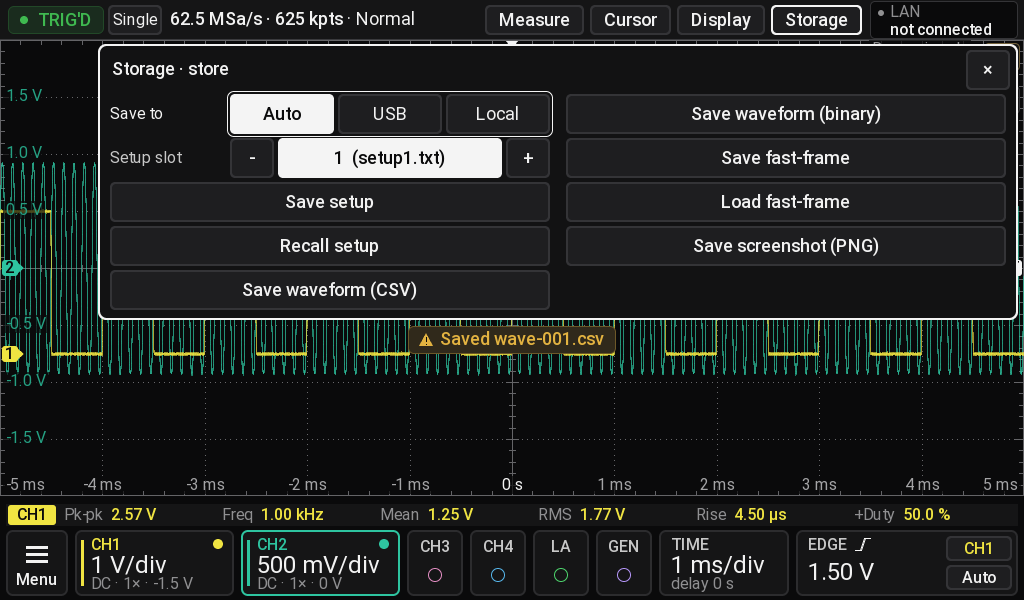 TRIG'D Single 62.5 MSa/s · 625 kpts · Normal Measure Cursor Display Storage LAN
not connected
Storage · store ×
Save to Auto USB Local Save waveform (binary)
Setup slot - 1 (setup1.txt) + Save fast-frame
Save setup Load fast-frame
Recall setup Save screenshot (PNG)
Save waveform (CSV)
1.5 V
1.0 V
0.5 V
2
-0.5 V
Saved wave-001.csv
1
-1.0 V
-1.5 V
-5 ms -4 ms -3 ms -2 ms -1 ms 0 s 1 ms 2 ms 3 ms 4 ms 5 ms
CH1 Pk-pk 2.57 V Freq 1.00 kHz Mean 1.25 V RMS 1.77 V Rise 4.50 µs +Duty 50.0 %
Menu
CH1
1 V/div
DC · 1× · -1.5 V
CH2
500 mV/div
DC · 1× · 0 V
CH3 CH4 LA GEN
TIME
1 ms/div
delay 0 s
EDGE CH1
1.50 V Auto